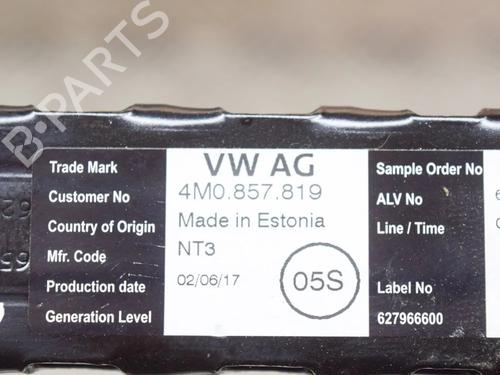 B-PARTS
Trade Mark VW AG Sample Order No
Customer No 4M0.857.819 ALV No
Country of Origin Made in Estonia Line / Time
Mfr. Code NT3
Production date 02/06/17 05S Label No
Generation Level 627966600